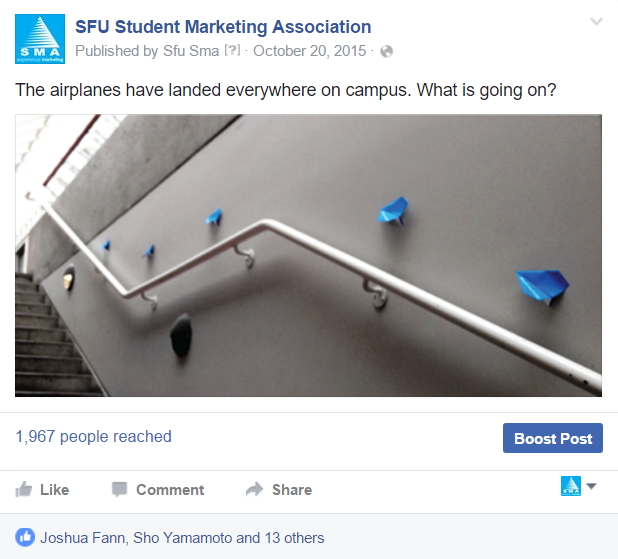 SFU Student Marketing Association
Published by Sfu Sma [?] · October 20, 2015 ·
SMA
experience marketing
The airplanes have landed everywhere on campus. What is going on?
1,967 people reached
Boost Post
Like Comment Share
SMA
Joshua Fann, Sho Yamamoto and 13 others